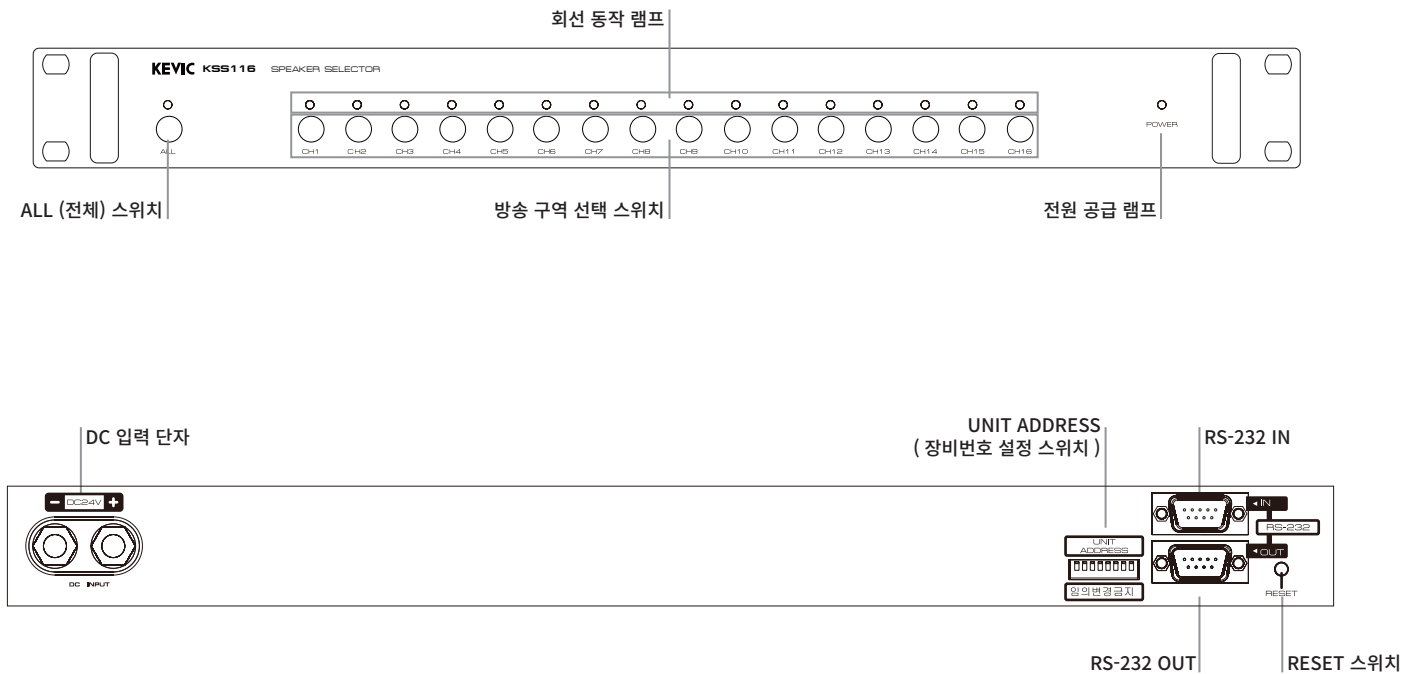 회선 동작 램프
KEVIC KSS116 SPEAKER SELECTOR
POWER
ALL
CH1 CH2 CH3 CH4 CH5 CH6 CH7 CH8 CH9 CH10 CH11 CH12 CH13 CH14 CH15 CH16
ALL (전체) 스위치
방송 구역 선택 스위치
전원 공급 램프
DC 입력 단자
UNIT ADDRESS
( 장비번호 설정 스위치 )
RS-232 IN
DC24V
DC INPUT
UNIT
ADDRESS
임의변경금지
IN
RS-232
OUT
RESET
RS-232 OUT
RESET 스위치